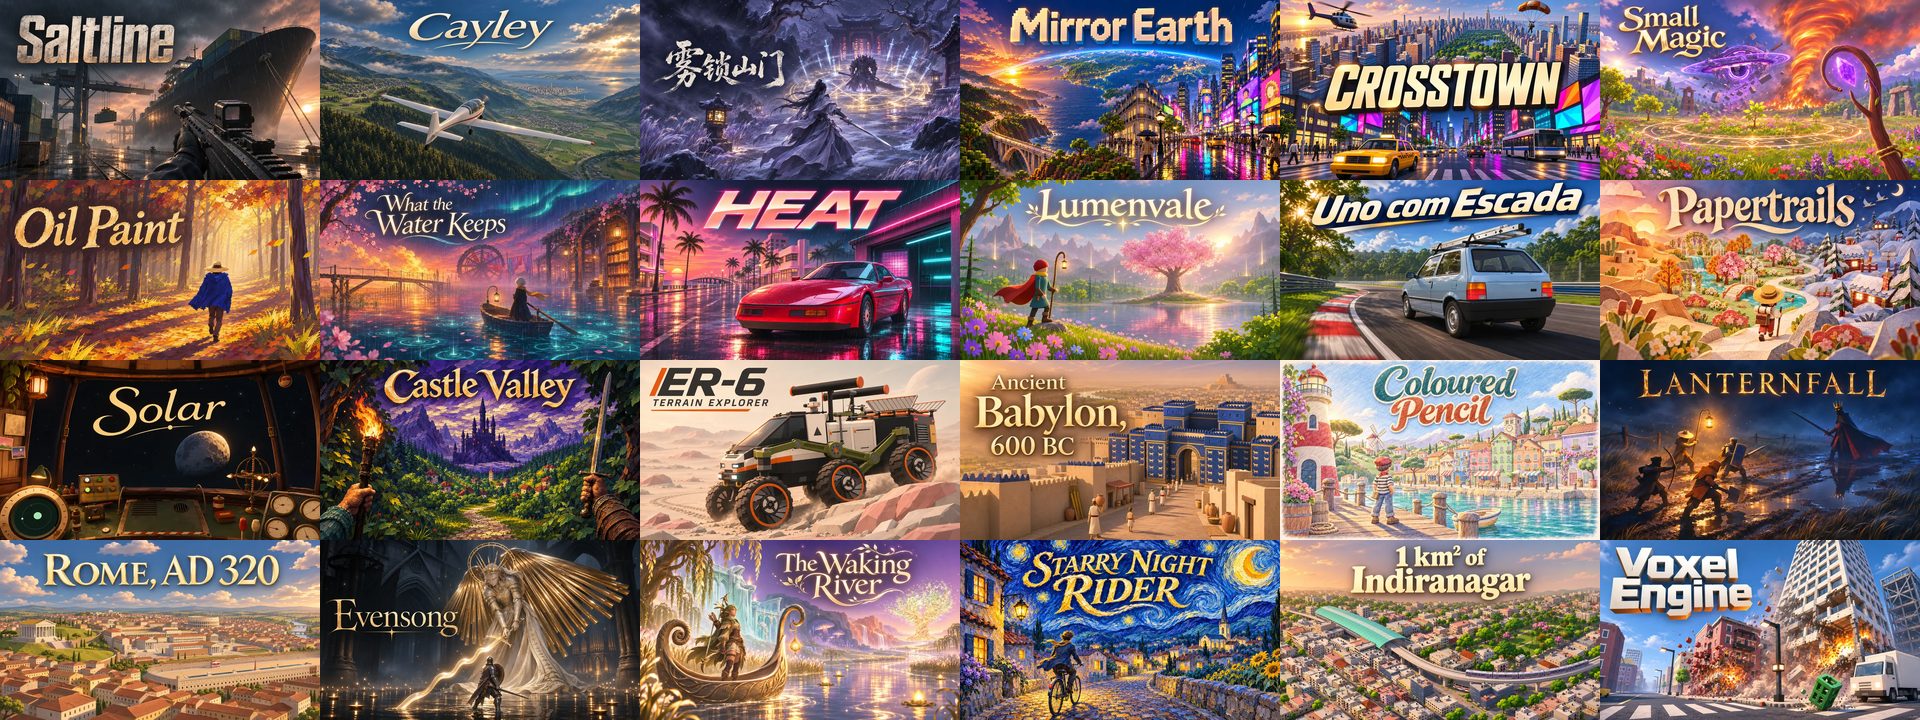 Saltline
Cayley
雾锁山门
Mirror Earth
CROSSTOWN
Small
Magic
Oil Paint
What the
Water Keeps
HEAT
Lumenvale
Uno com Escada
Papertrails
Solar
Castle Valley
ER-6
TERRAIN EXPLORER
Ancient
Babylon,
600 BC
Coloured
Pencil
LANTERNFALL
ROME, AD 320
Evensong
The Waking
River
STARRY NIGHT
RIDER
1 km² of
Indiranagar
Voxel
Engine